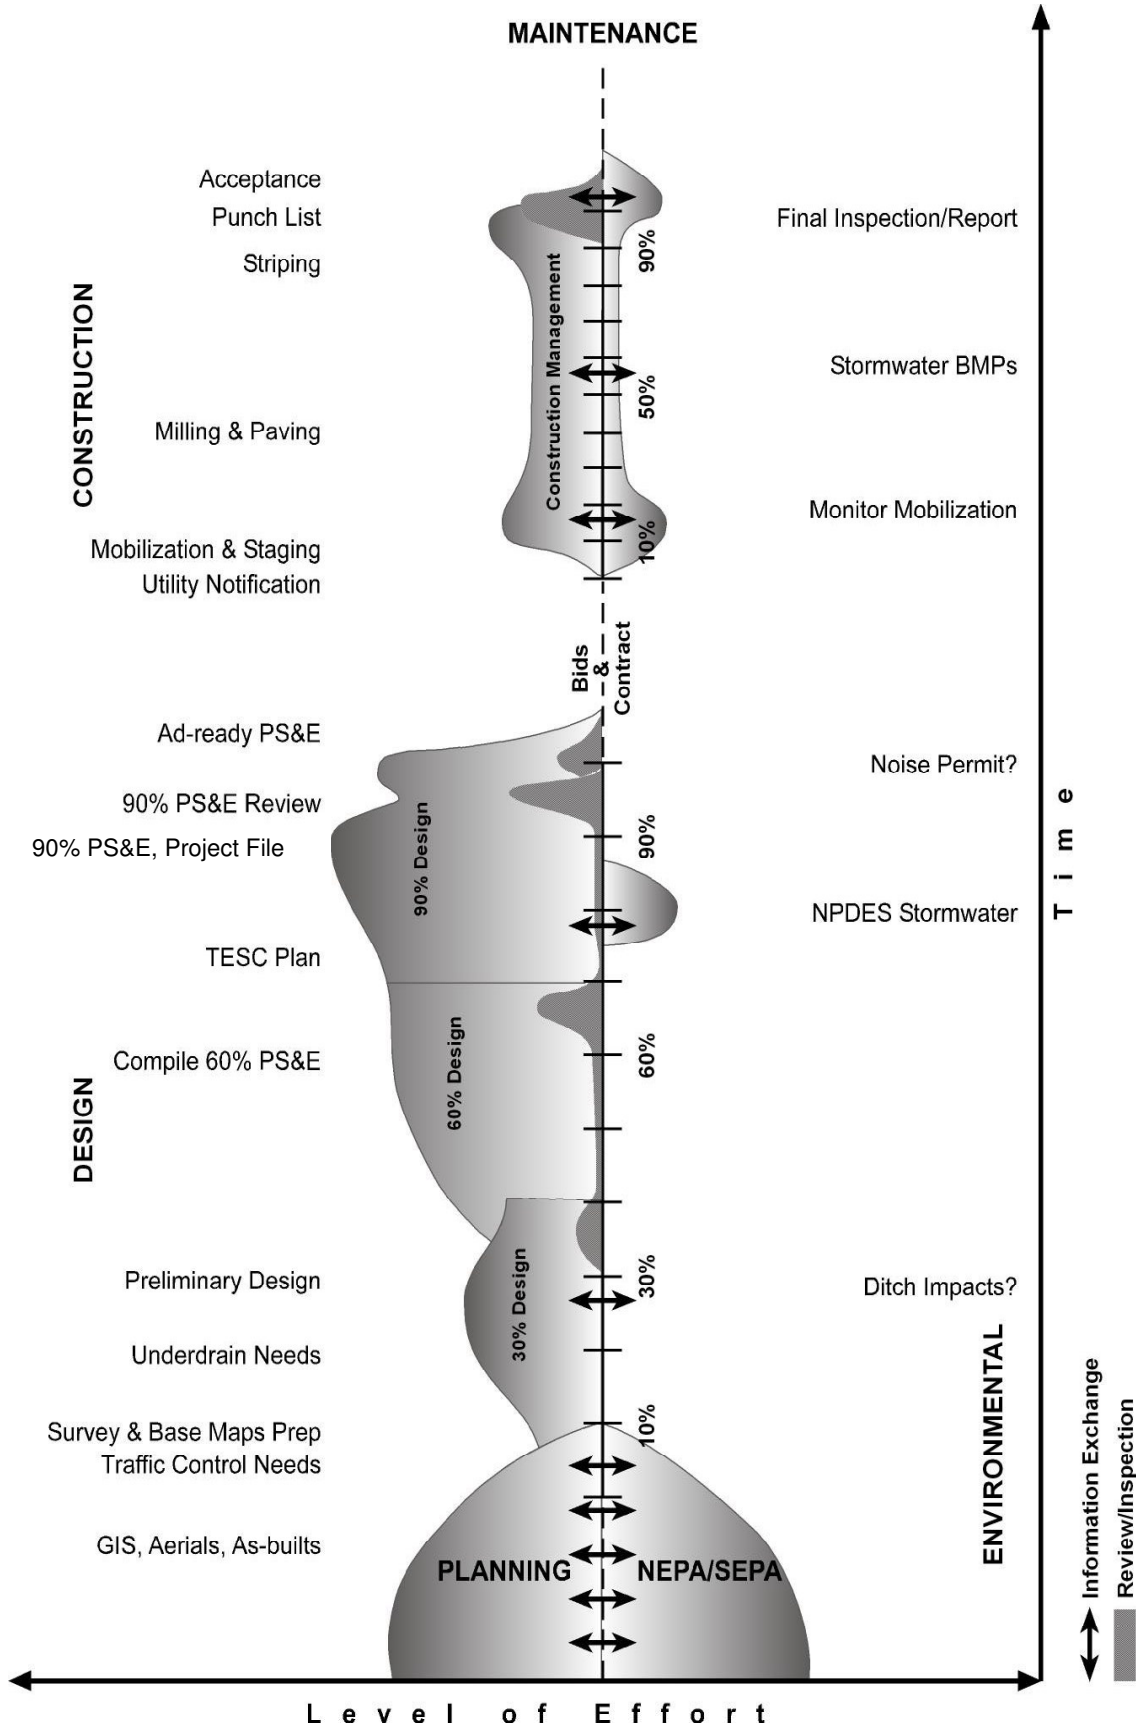 MAINTENANCE
Acceptance
Punch List
Final Inspection/Report
Striping
90%
CONSTRUCTION
Construction Management
Stormwater BMPs
50%
Milling & Paving
Monitor Mobilization
10%
Mobilization & Staging
Utility Notification
Bids
&
Contract
Ad-ready PS&E
Noise Permit?
90% PS&E Review
90% PS&E, Project File
90% Design
90%
Time
NPDES Stormwater
TESC Plan
60% Design
Compile 60% PS&E
60%
DESIGN
Preliminary Design
30% Design
30%
Ditch Impacts?
Underdrain Needs
Survey & Base Maps Prep
10%
Traffic Control Needs
ENVIRONMENTAL
GIS, Aerials, As-builts
PLANNING
NEPA/SEPA
Information Exchange
Review/Inspection
Level of Effort